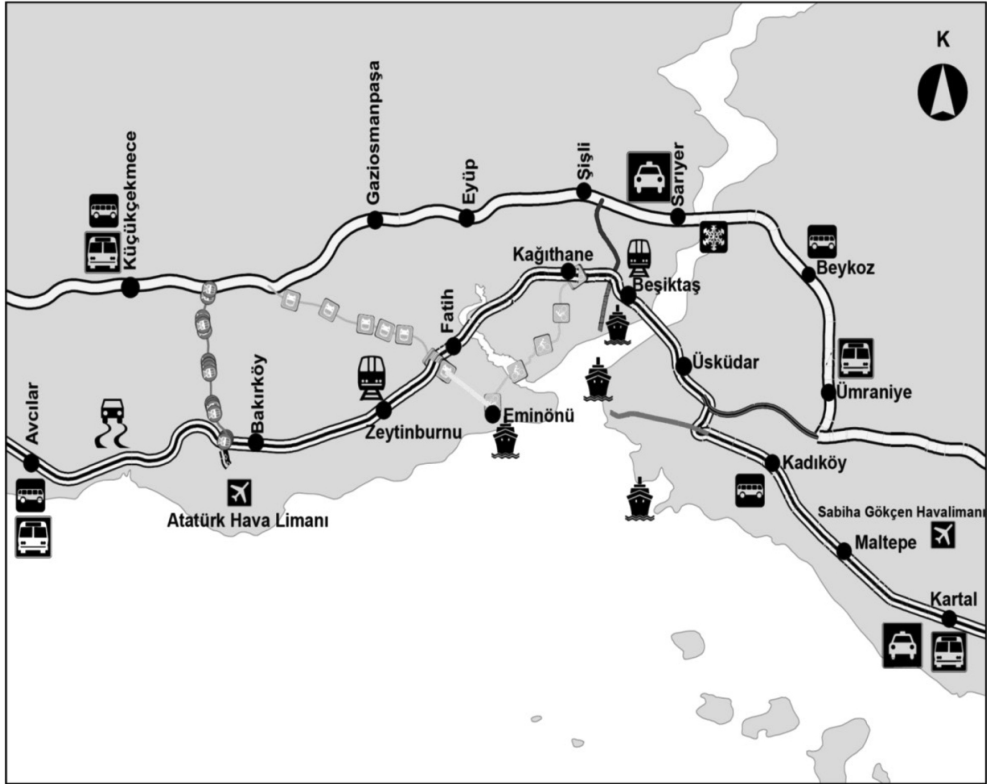 K
Gaziosmanpaşa
Küçükçekmece
Eyüp
Şişli
Sarıyer
Kağıthane
Beşiktaş
Beykoz
Fatih
Üsküdar
Ümraniye
Avcılar
Bakırköy
Zeytinburnu
Eminönü
Kadıköy
Atatürk Hava Limanı
Sabiha Gökçen Havalimanı
Maltepe
Kartal